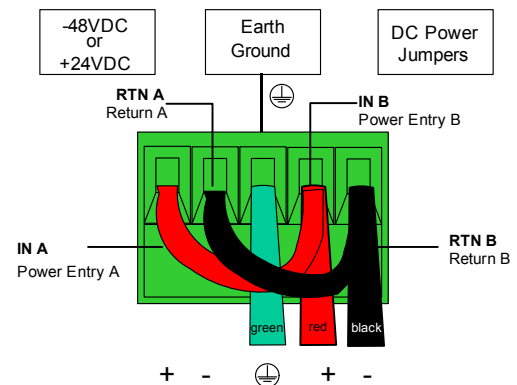 -48VDC
or
+24VDC
Earth
Ground
DC Power
Jumpers
RTN A
Return A
IN B
Power Entry B
IN A
Power Entry A
RTN B
Return B
green
red
black
+ - + -